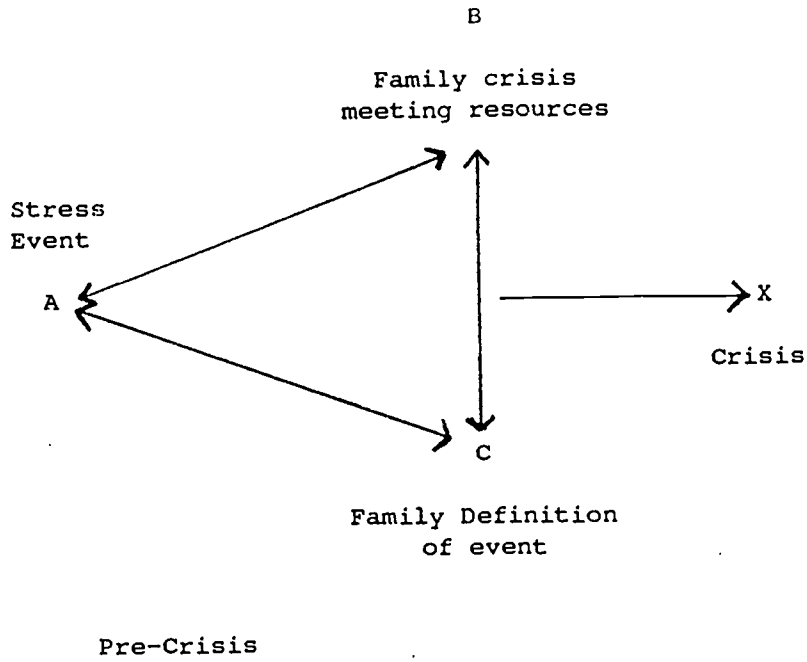 B
Family crisis
meeting resources
Stress
Event
A
X
Crisis
C
Family Definition
of event
Pre-Crisis